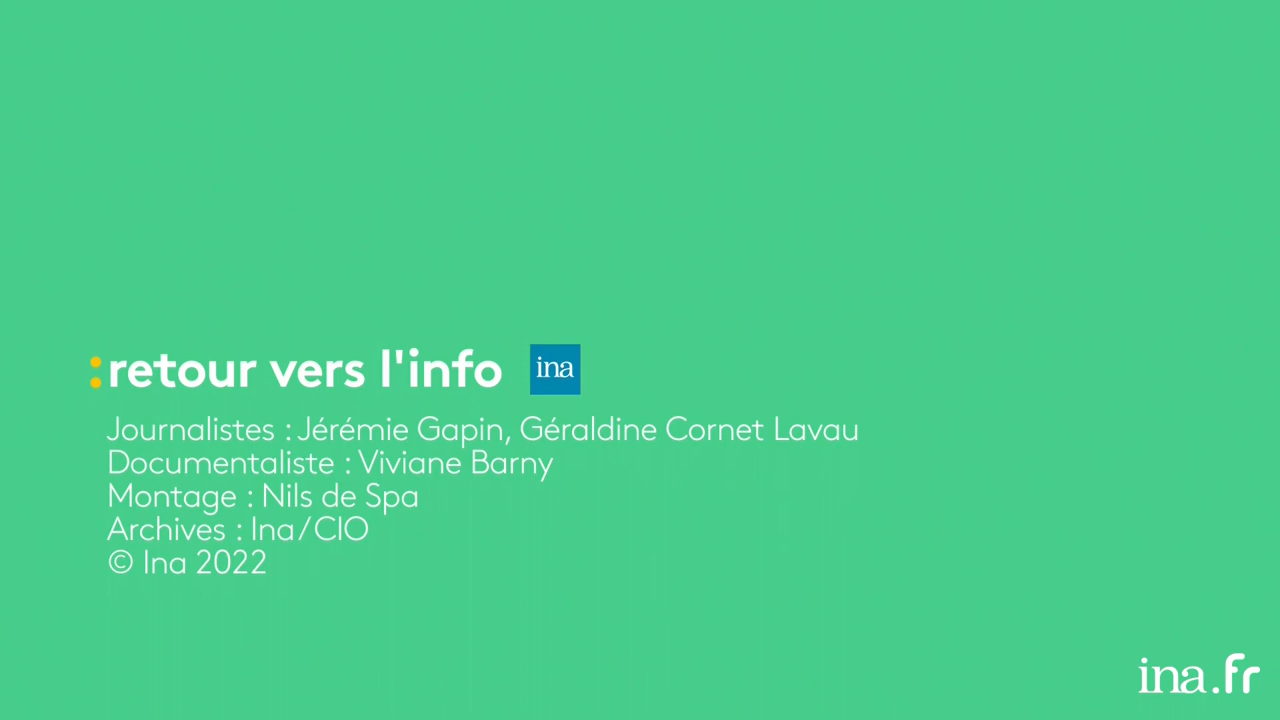 :retour vers l'info ina
Journalistes : Jérémie Gapin, Géraldine Cornet Lavau
Documentaliste : Viviane Barny
Montage : Nils de Spa
Archives : Ina/CIO
© Ina 2022
ina.fr